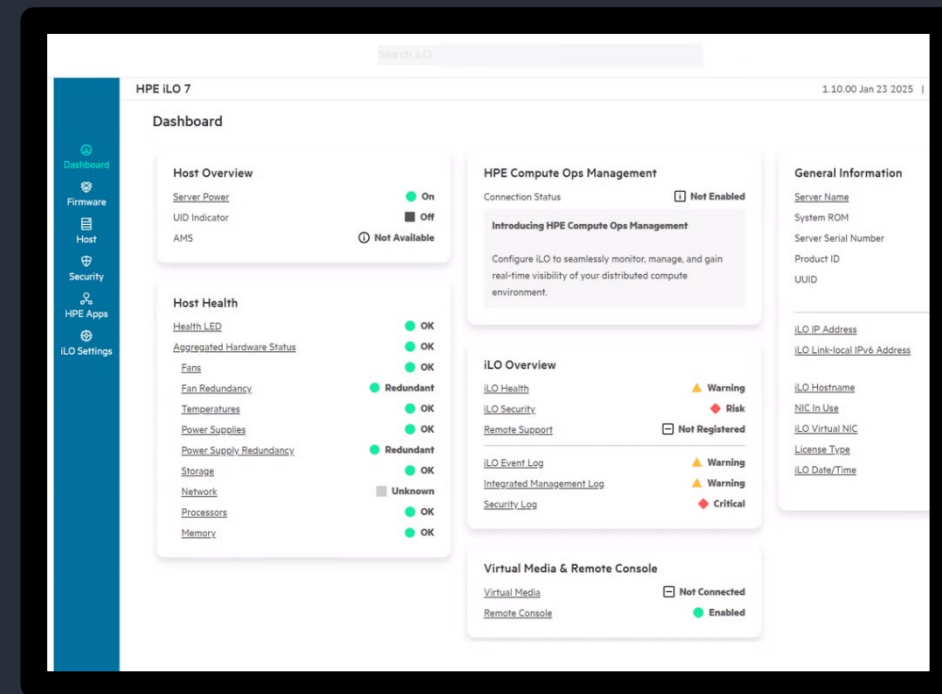 Search iLO
HPE iLO 7
1.10.00 Jan 23 2025 |
Dashboard
Dashboard
Firmware
Host
Security
HPE Apps
iLO Settings
Host Overview
Server Power On
UID Indicator Off
AMS Not Available
Host Health
Health LED OK
Aggregated Hardware Status OK
Fans OK
Fan Redundancy Redundant
Temperatures OK
Power Supplies OK
Power Supply Redundancy Redundant
Storage OK
Network Unknown
Processors OK
Memory OK
HPE Compute Ops Management
Connection Status Not Enabled
Introducing HPE Compute Ops Management
Configure iLO to seamlessly monitor, manage, and gain
real-time visibility of your distributed compute
environment.
iLO Overview
iLO Health Warning
iLO Security Risk
Remote Support Not Registered
iLO Event Log Warning
Integrated Management Log Warning
Security Log Critical
Virtual Media & Remote Console
Virtual Media Not Connected
Remote Console Enabled
General Information
Server Name
System ROM
Server Serial Number
Product ID
UUID
iLO IP Address
iLO Link-local IPv6 Address
iLO Hostname
NIC In Use
iLO Virtual NIC
License Type
iLO Date/Time